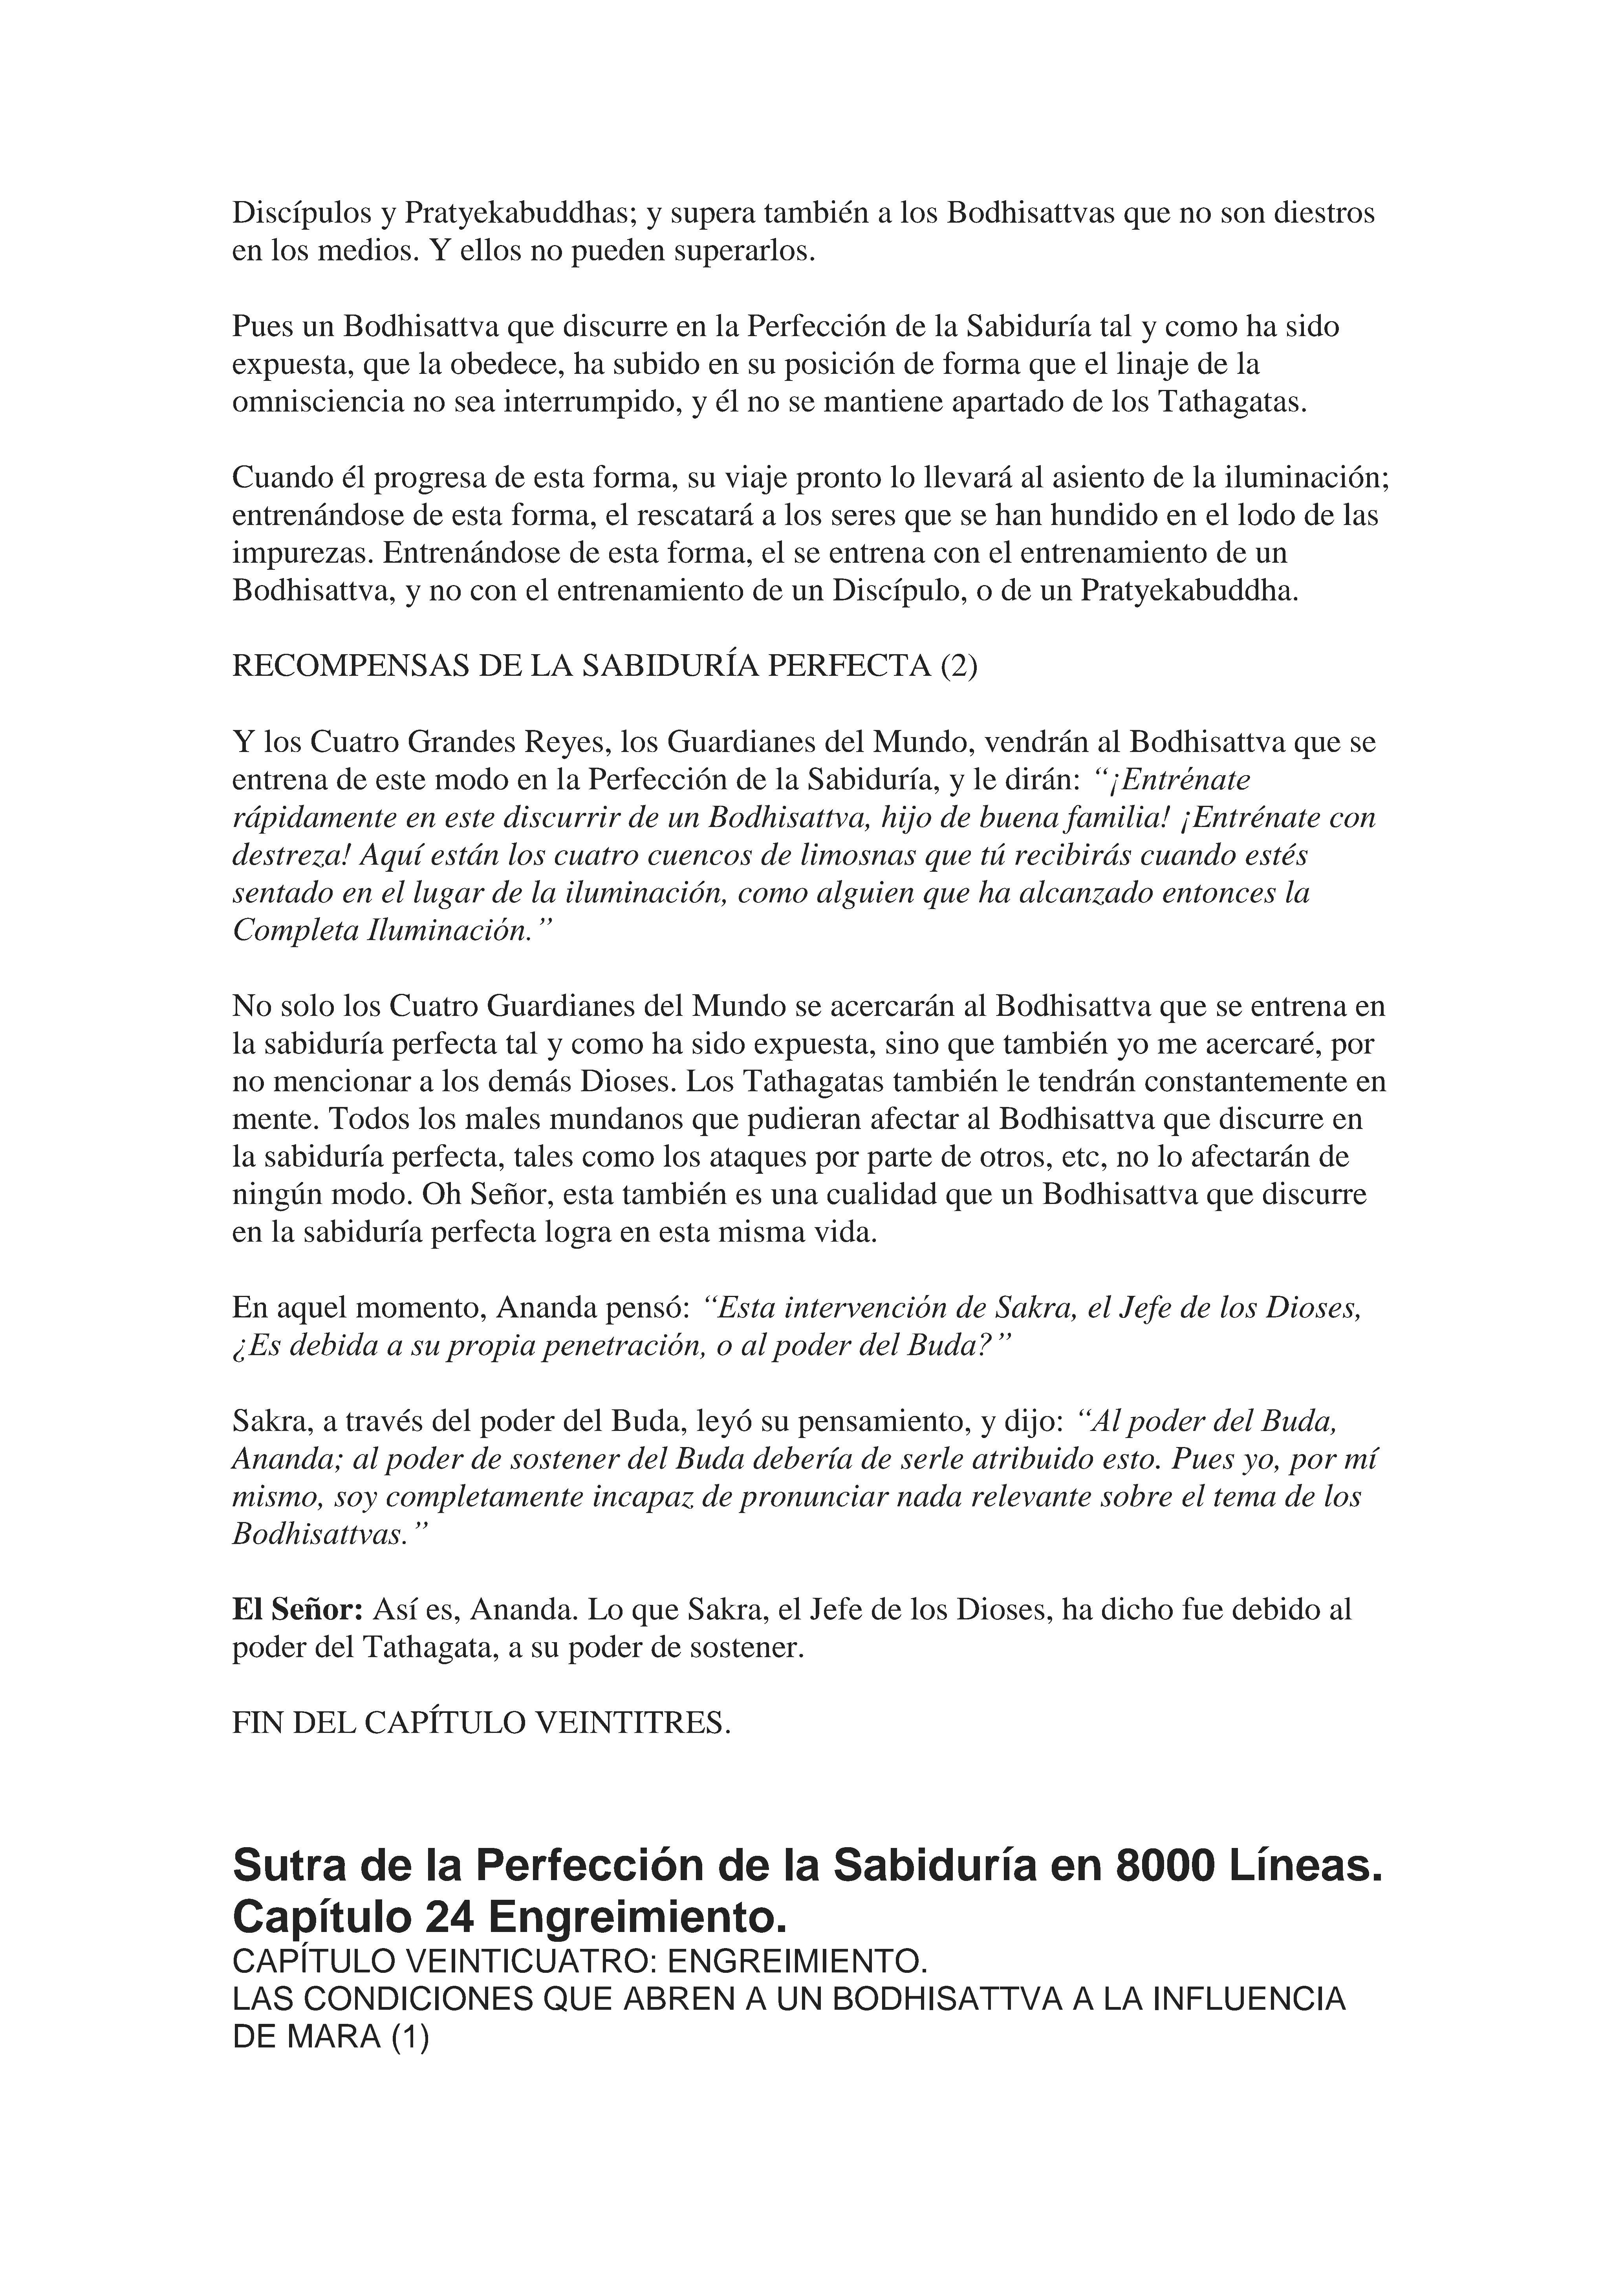 Discípulos y Pratyekabuddhas; y supera también a los Bodhisattvas que no son diestros
en los medios. Y ellos no pueden superarlos.
Pues un Bodhisattva que discurre en la Perfección de la Sabiduría tal y como ha sido
expuesta, que la obedece, ha subido en su posición de forma que el linaje de la
omnisciencia no sea interrumpido, y él no se mantiene apartado de los Tathagatas.
Cuando él progresa de esta forma, su viaje pronto lo llevará al asiento de la iluminación;
entrenándose de esta forma, el rescatará a los seres que se han hundido en el lodo de las
impurezas. Entrenándose de esta forma, el se entrena con el entrenamiento de un
Bodhisattva, y no con el entrenamiento de un Discípulo, o de un Pratyekabuddha.
RECOMPENSAS DE LA SABIDURÍA PERFECTA (2)
Y los Cuatro Grandes Reyes, los Guardianes del Mundo, vendrán al Bodhisattva que se
entrena de este modo en la Perfección de la Sabiduría, y le dirán: “¡Entrénate
rápidamente en este discurrir de un Bodhisattva, hijo de buena familia! ¡Entrénate con
destreza! Aquí están los cuatro cuencos de limosnas que tú recibirás cuando estés
sentado en el lugar de la iluminación, como alguien que ha alcanzado entonces la
Completa Iluminación.”
No solo los Cuatro Guardianes del Mundo se acercarán al Bodhisattva que se entrena en
la sabiduría perfecta tal y como ha sido expuesta, sino que también yo me acercaré, por
no mencionar a los demás Dioses. Los Tathagatas también le tendrán constantemente en
mente. Todos los males mundanos que pudieran afectar al Bodhisattva que discurre en
la sabiduría perfecta, tales como los ataques por parte de otros, etc, no lo afectarán de
ningún modo. Oh Señor, esta también es una cualidad que un Bodhisattva que discurre
en la sabiduría perfecta logra en esta misma vida.
En aquel momento, Ananda pensó: “Esta intervención de Sakra, el Jefe de los Dioses,
¿Es debida a su propia penetración, o al poder del Buda?”
Sakra, a través del poder del Buda, leyó su pensamiento, y dijo: “Al poder del Buda,
Ananda; al poder de sostener del Buda debería de serle atribuido esto. Pues yo, por mí
mismo, soy completamente incapaz de pronunciar nada relevante sobre el tema de los
Bodhisattvas.”
El Señor: Así es, Ananda. Lo que Sakra, el Jefe de los Dioses, ha dicho fue debido al
poder del Tathagata, a su poder de sostener.
FIN DEL CAPÍTULO VEINTITRES.
Sutra de la Perfección de la Sabiduría en 8000 Líneas.
Capítulo 24 Engreimiento.
CAPÍTULO VEINTICUATRO: ENGREIMIENTO.
LAS CONDICIONES QUE ABREN A UN BODHISATTVA A LA INFLUENCIA
DE MARA (1)